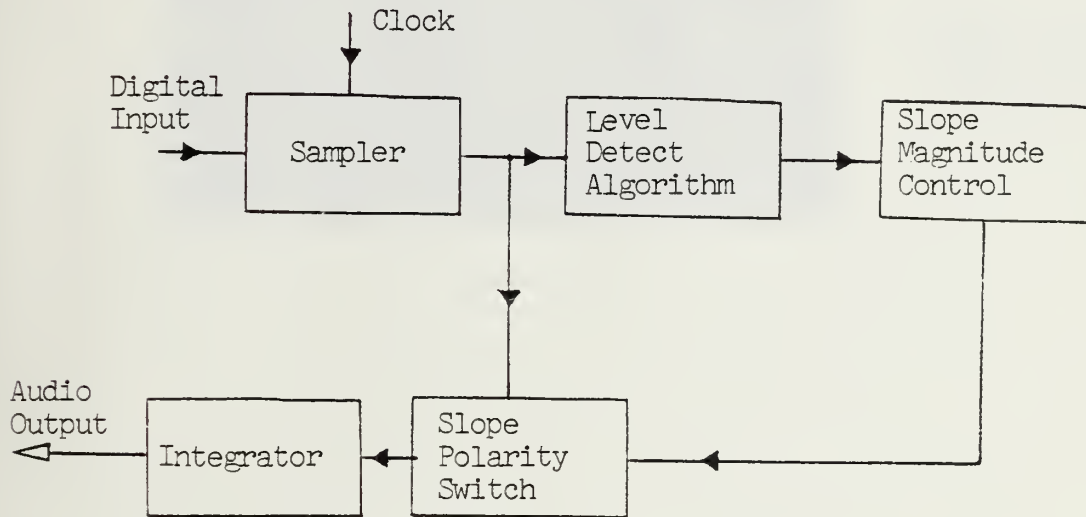 Clock
Digital
Input
Sampler
Level
Detect
Algorithm
Slope
Magnitude
Control
Audio
Output
Integrator
Slope
Polarity
Switch